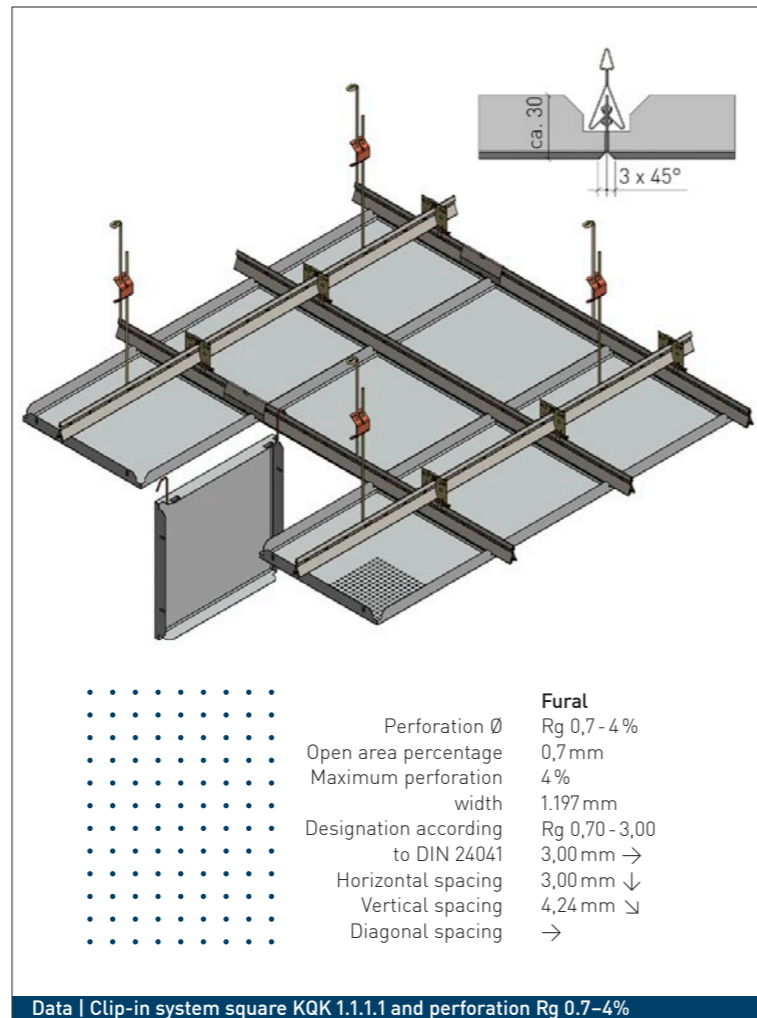 ca. 30
3 x 45°
Fural
Perforation Ø Rg 0,7 - 4 %
Open area percentage 0,7 mm
Maximum perforation 4 %
width 1.197 mm
Designation according Rg 0,70 - 3,00
to DIN 24041 3,00 mm →
Horizontal spacing 3,00 mm ↓
Vertical spacing 4,24 mm ↘
Diagonal spacing →
Data | Clip-in system square KQK 1.1.1.1 and perforation Rg 0.7–4%